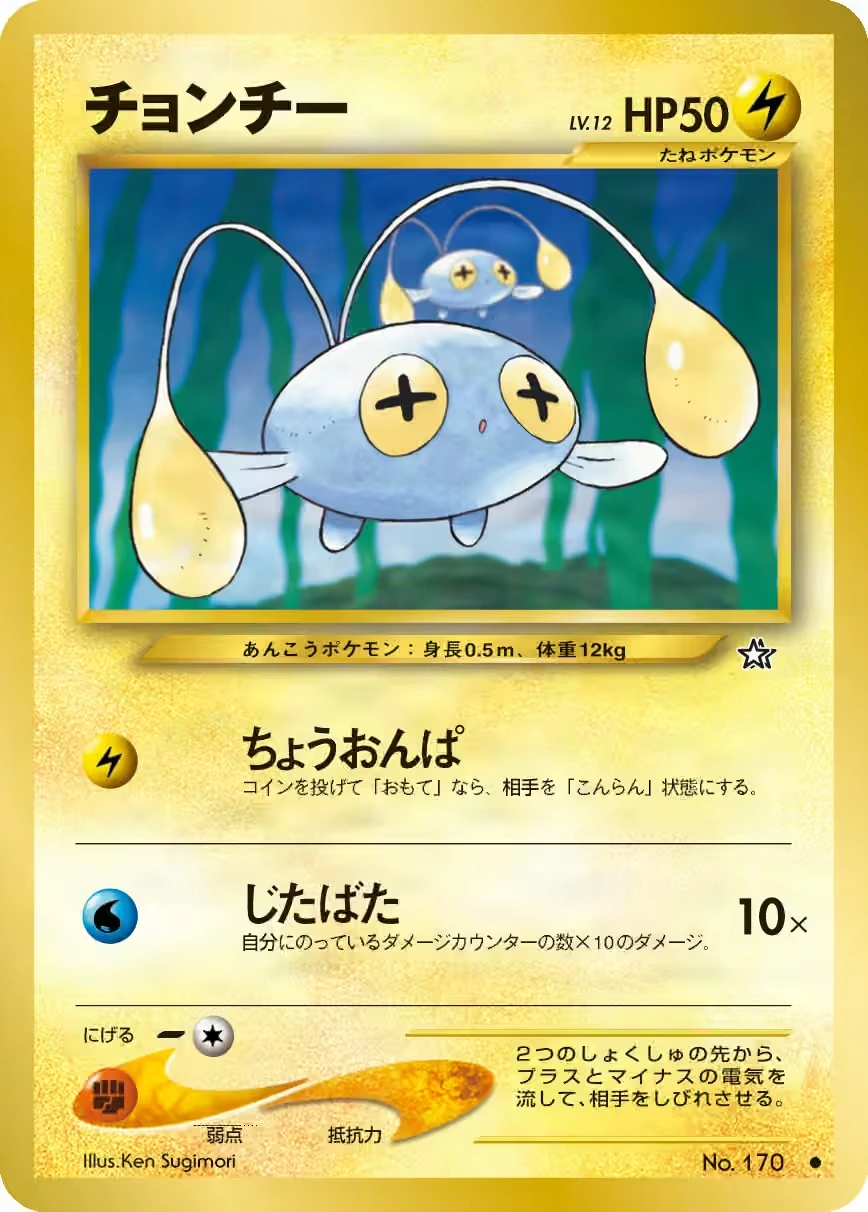 チョンチー
LV.12 HP50
たねポケモン
あんこうポケモン：身長0.5m、体重12kg
ちょうおんぱ
コインを投げて「おもて」なら、相手を「こんらん」状態にする。
じたばた
10×
自分にのっているダメージカウンターの数×10のダメージ。
にげる
2つのしょくしゅの先から、
プラスとマイナスの電気を
流して、相手をしびれさせる。
弱点
抵抗力
Illus.Ken Sugimori
No. 170